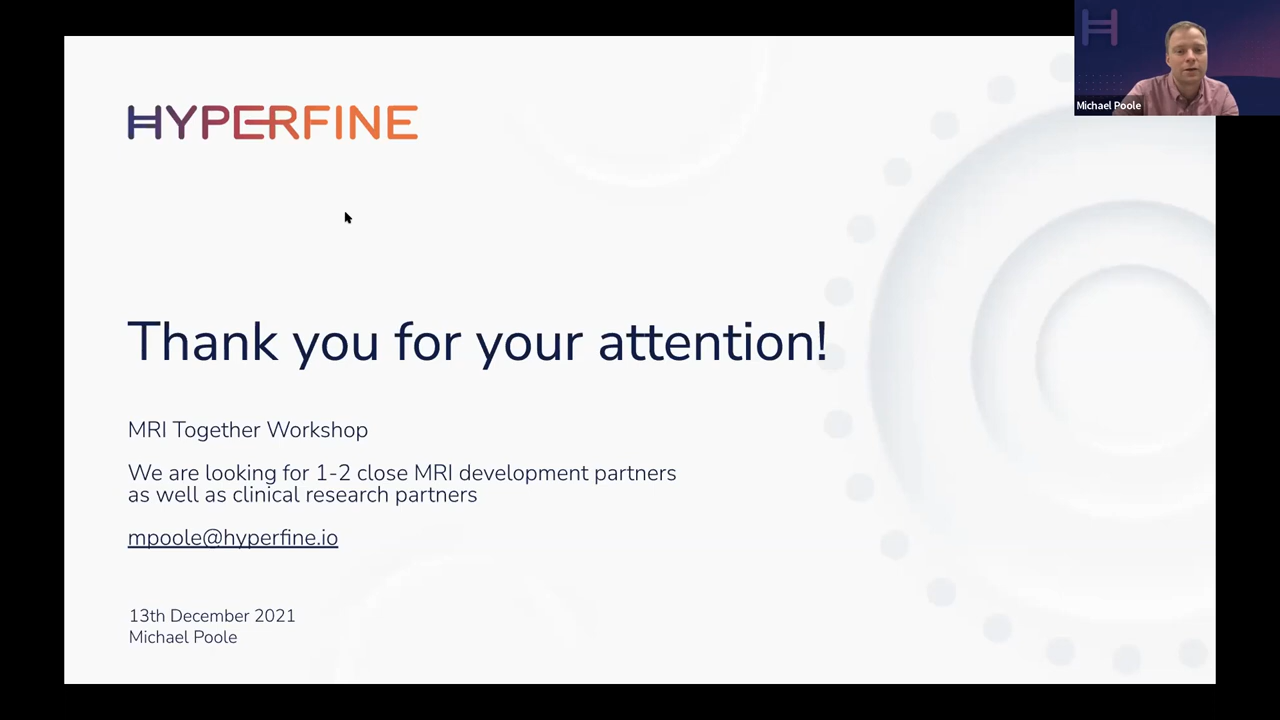 HYPERFINE
Michael Poole
Thank you for your attention!
MRI Together Workshop
We are looking for 1-2 close MRI development partners
as well as clinical research partners
mpoole@hyperfine.io
13th December 2021
Michael Poole